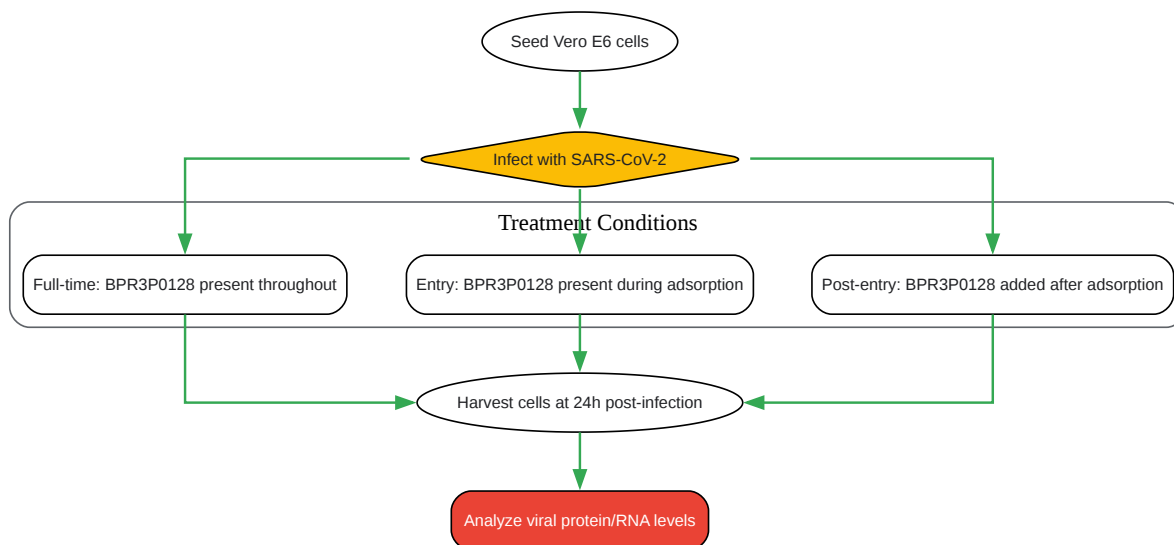 Seed Vero E6 cells
Infect with SARS-CoV-2
Treatment Conditions
Full-time: BPR3P0128 present throughout
Entry: BPR3P0128 present during adsorption
Post-entry: BPR3P0128 added after adsorption
Harvest cells at 24h post-infection
Analyze viral protein/RNA levels